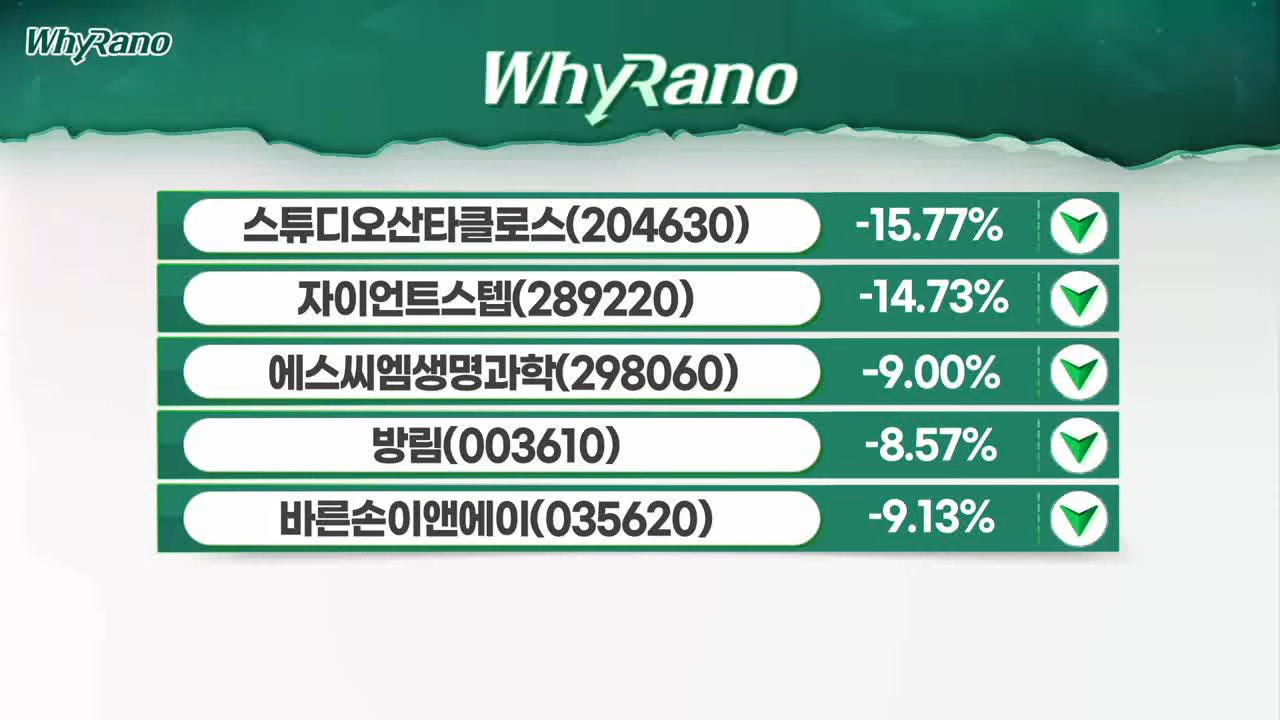 WhyRano
WhyRano
스튜디오산타클로스(204630) -15.77%
자이언트스텝(289220) -14.73%
에스씨엠생명과학(298060) -9.00%
방림(003610) -8.57%
바른손이앤에이(035620) -9.13%